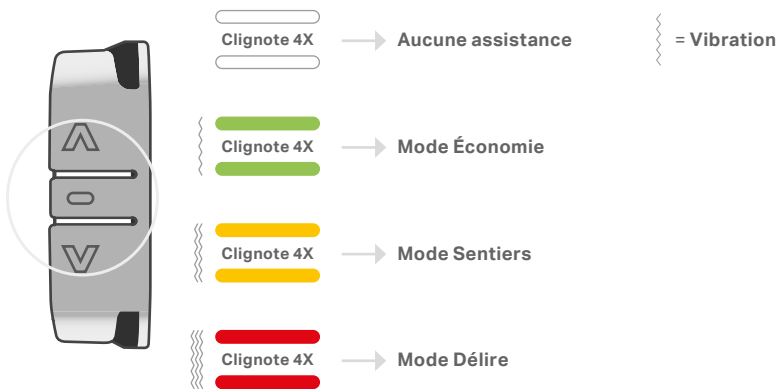 Clignote 4X
Aucune assistance
= Vibration
Clignote 4X
Mode Économie
Clignote 4X
Mode Sentiers
Clignote 4X
Mode Délire